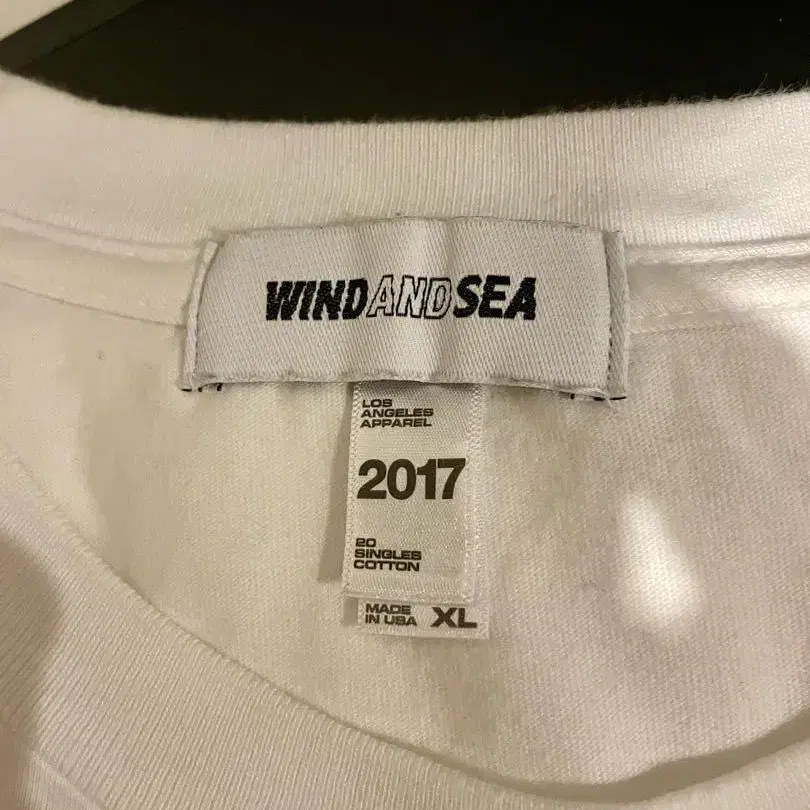 WINDANDSEA
LOS
ANGELES
APPAREL
2017
20
SINGLES
COTTON
MADE
IN USA XL